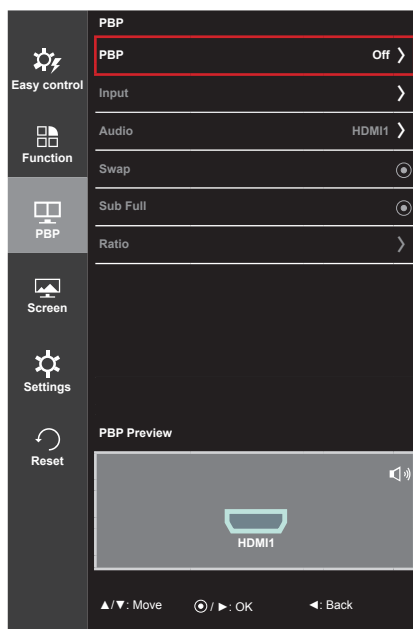 PBP
PBP Off
Input
Audio HDMI1
Swap
Sub Full
Ratio
Easy control
Function
PBP
Screen
Settings
Reset
PBP Preview
HDMI1
▲/▼: Move ⦿ / ►: OK ◄: Back